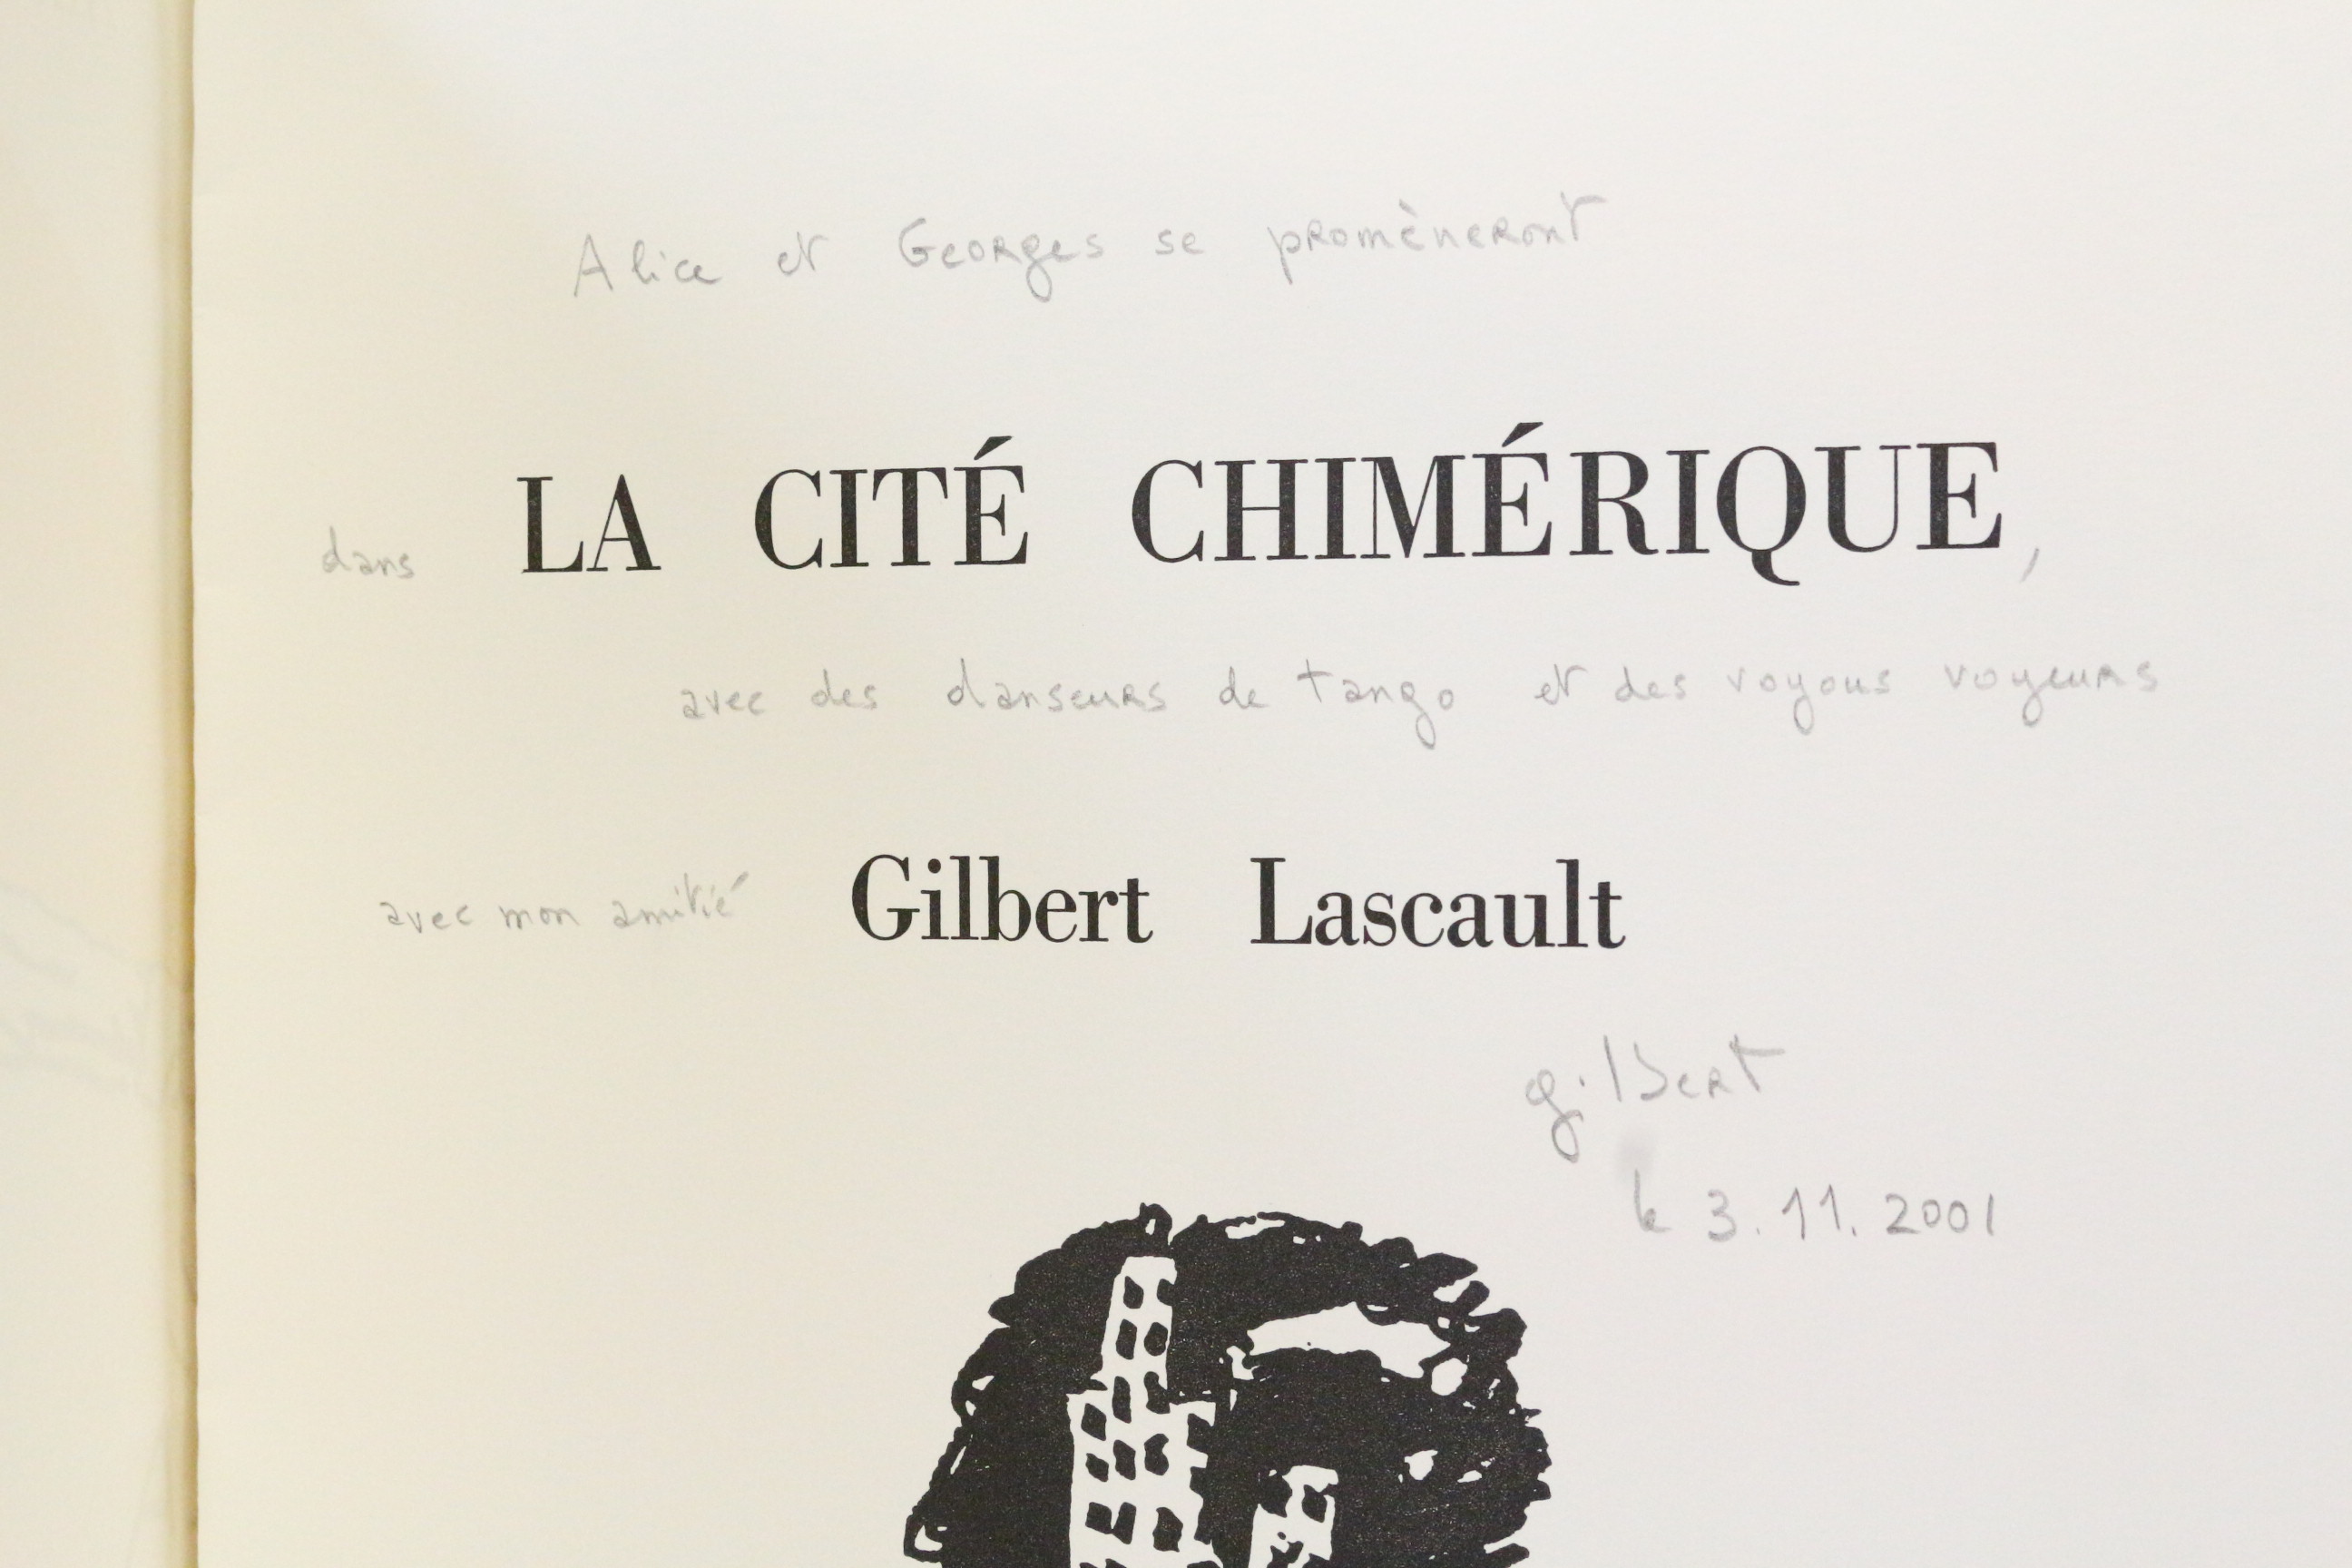 Alice et Georges se promèneront
dans LA CITÉ CHIMÉRIQUE,
avec des danseurs de tango et des voyous voyeurs
avec mon amitié Gilbert Lascault
gilbert
le 3.11.2001